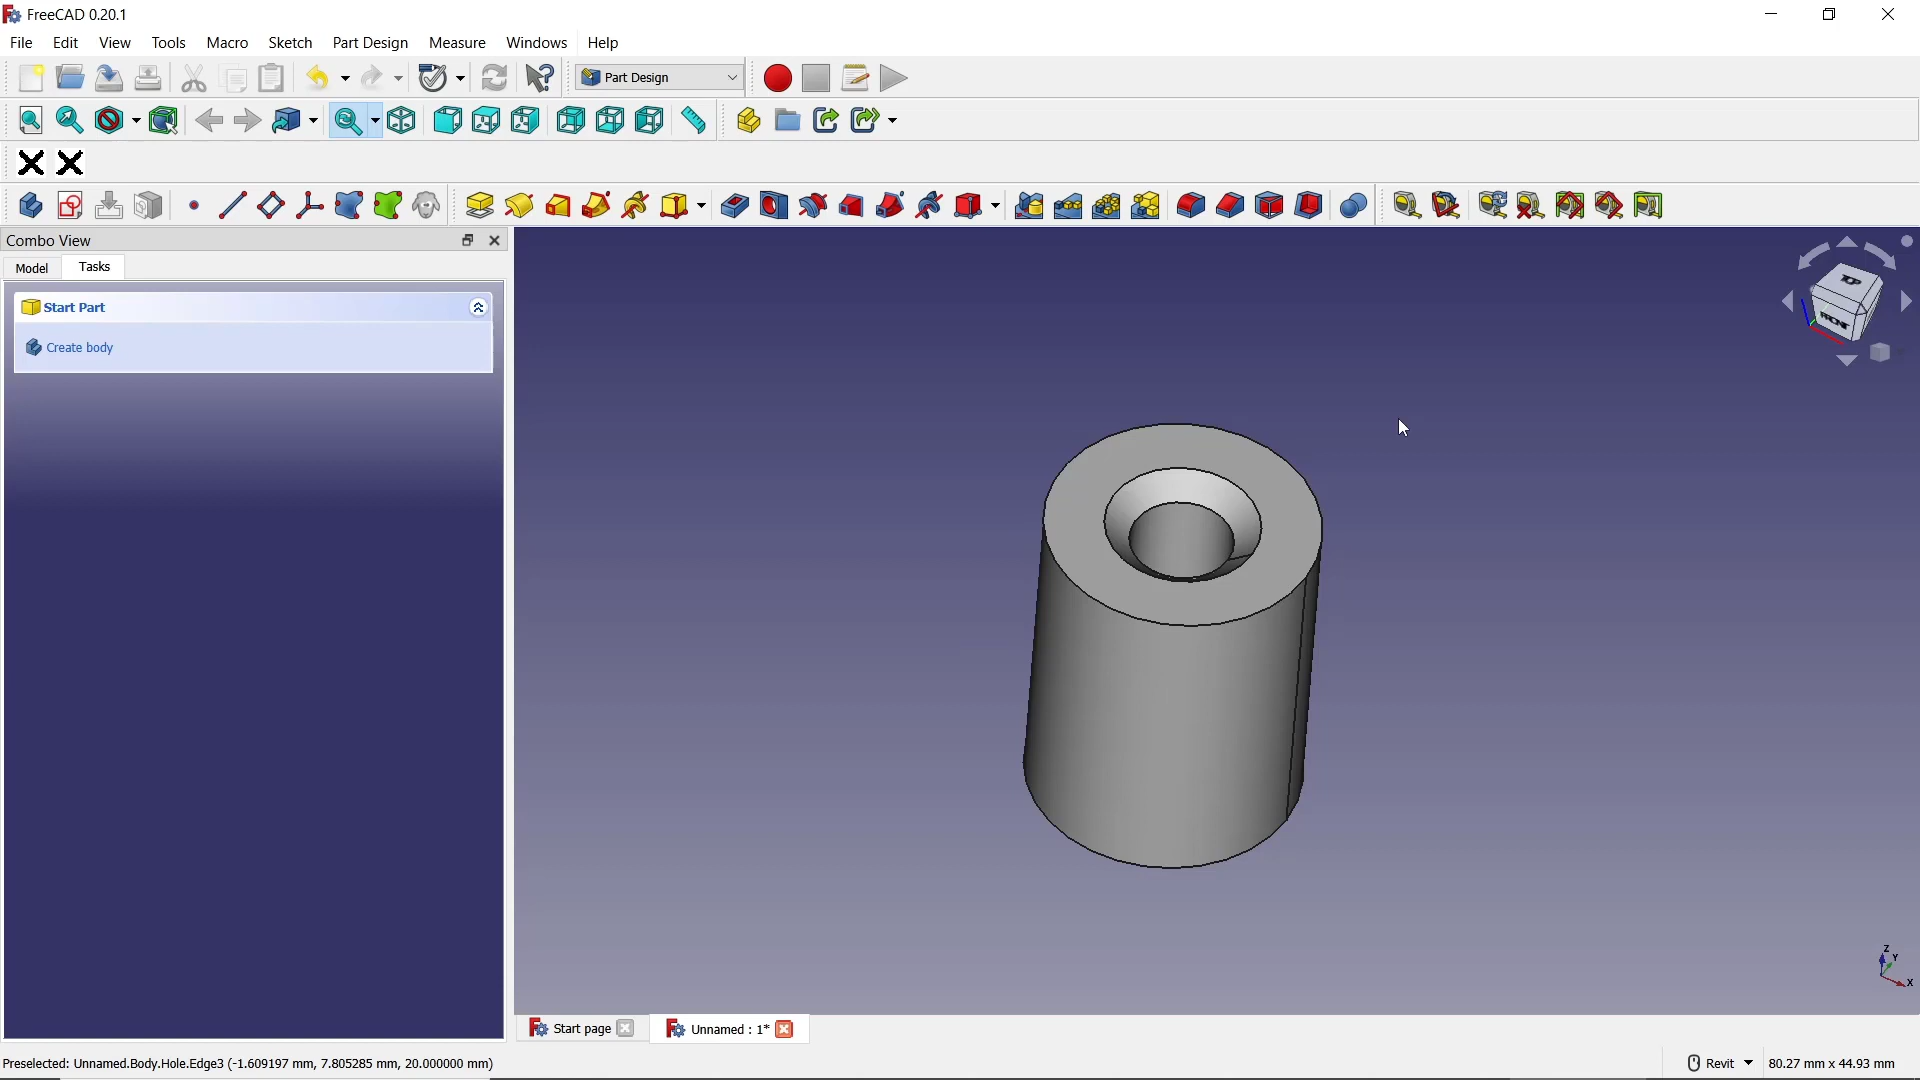 FreeCAD 0.20.1
File Edit View Tools Macro Sketch Part Design Measure Windows Help
Part Design
Combo View
Model Tasks
Start Part
Create body
TOP
FRONT
Z
Y
X
Start page
Unnamed : 1*
Preselected: Unnamed.Body.Hole.Edge3 (-1.609197 mm, 7.805285 mm, 20.000000 mm)
Revit
80.27 mm x 44.93 mm